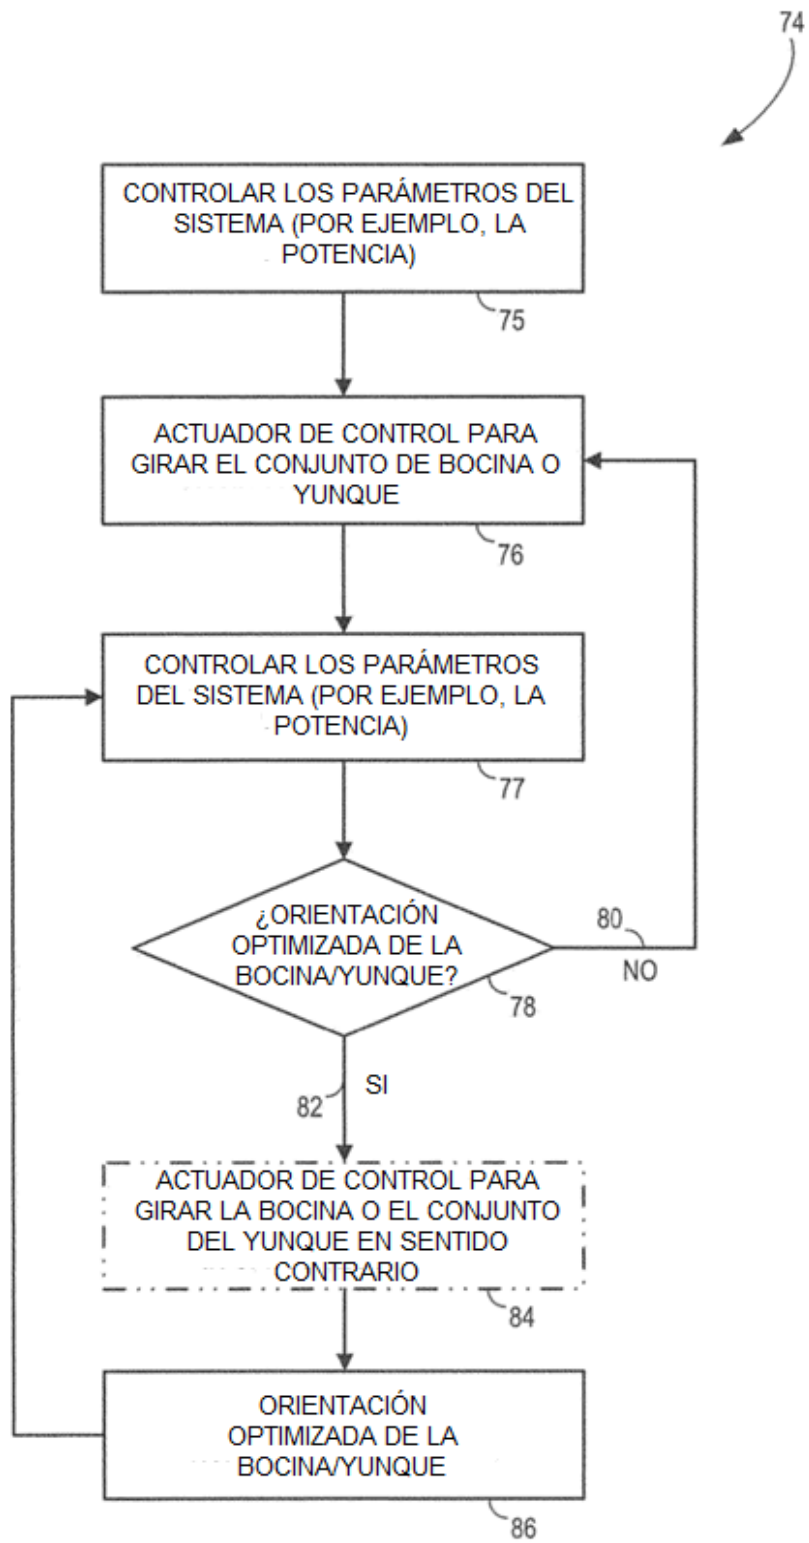 74
CONTROLAR LOS PARÁMETROS DEL
SISTEMA (POR EJEMPLO, LA
POTENCIA)
75
ACTUADOR DE CONTROL PARA
GIRAR EL CONJUNTO DE BOCINA O
YUNQUE
76
CONTROLAR LOS PARÁMETROS
DEL SISTEMA (POR EJEMPLO, LA
POTENCIA)
77
¿ORIENTACIÓN
OPTIMIZADA DE LA
BOCINA/YUNQUE?
78
80
NO
82
SI
ACTUADOR DE CONTROL PARA
GIRAR LA BOCINA O EL CONJUNTO
DEL YUNQUE EN SENTIDO
CONTRARIO
84
ORIENTACIÓN
OPTIMIZADA DE LA
BOCINA/YUNQUE
86